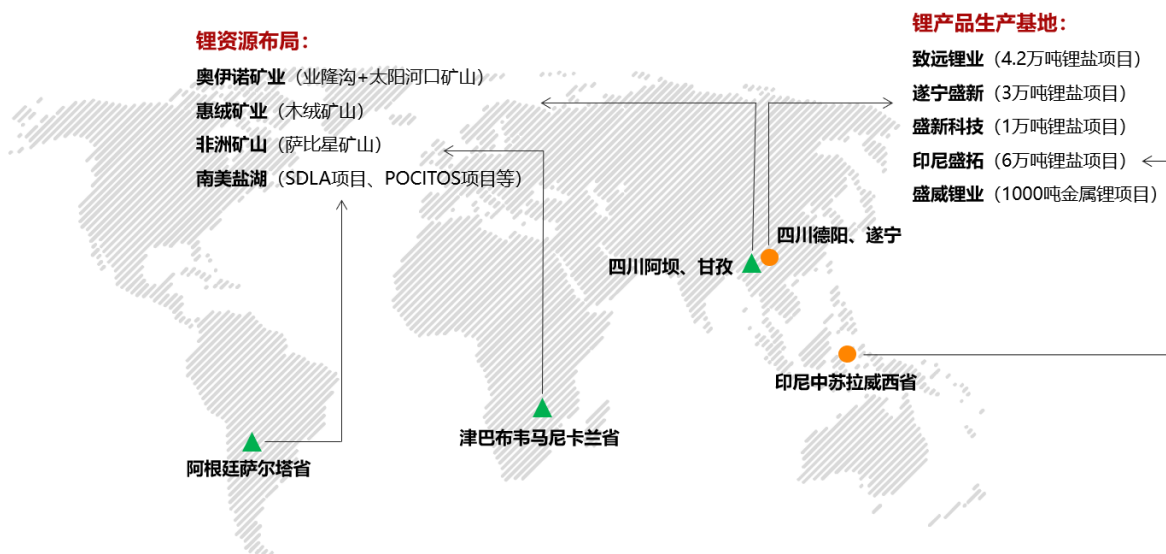 锂资源布局：
奥伊诺矿业（业隆沟+太阳河口矿山）
惠绒矿业（木绒矿山）
非洲矿山（萨比星矿山）
南美盐湖（SDLA项目、POCITOS项目等）
锂产品生产基地：
致远锂业（4.2万吨锂盐项目）
遂宁盛新（3万吨锂盐项目）
盛新科技（1万吨锂盐项目）
印尼盛拓（6万吨锂盐项目）
盛威锂业（1000吨金属锂项目）
四川德阳、遂宁
四川阿坝、甘孜
印尼中苏拉威西省
津巴布韦马尼卡兰省
阿根廷萨尔塔省